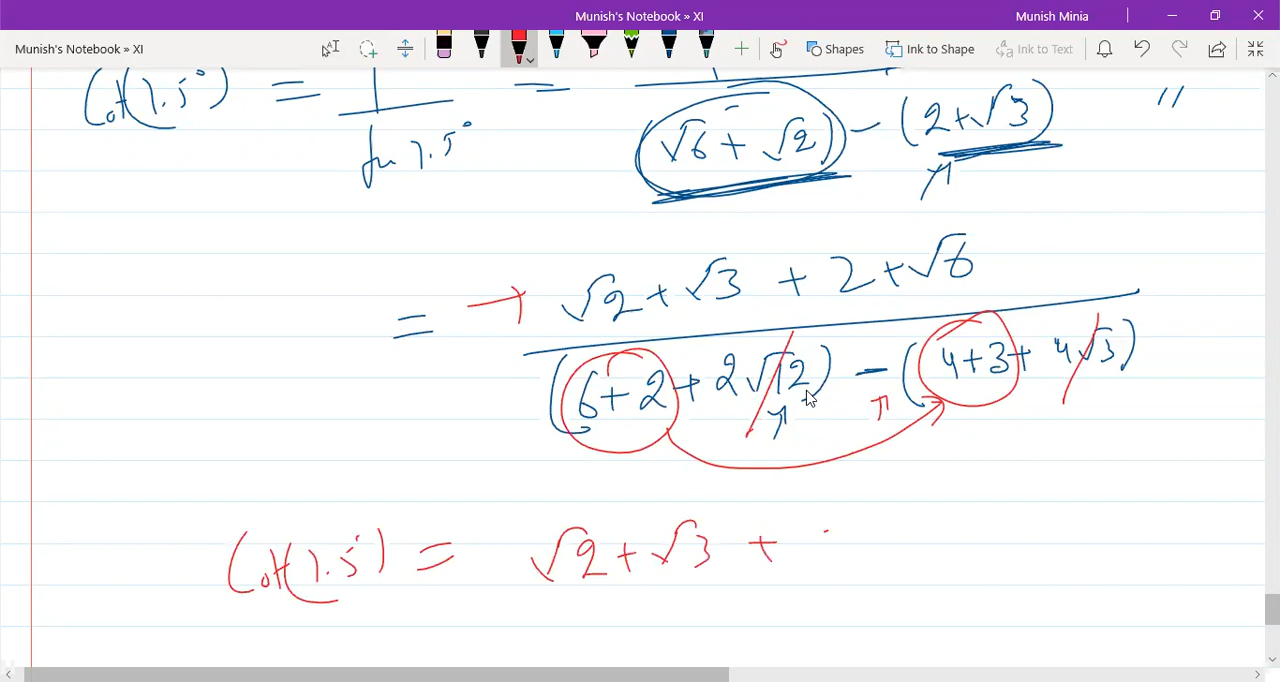 Munish's Notebook » XI
Munish Minia
Munish's Notebook » XI
Shapes
Ink to Shape
Ink to Text
Cot(7.5°) = 1 / tan 7.5° = 1 / (√6 + √2) - (2+√3) "
= √2 + √3 + 2 + √6
(6+2 + 2√12) - (4+3 + 4√3)
Cot(7.5°) = √2 + √3 +